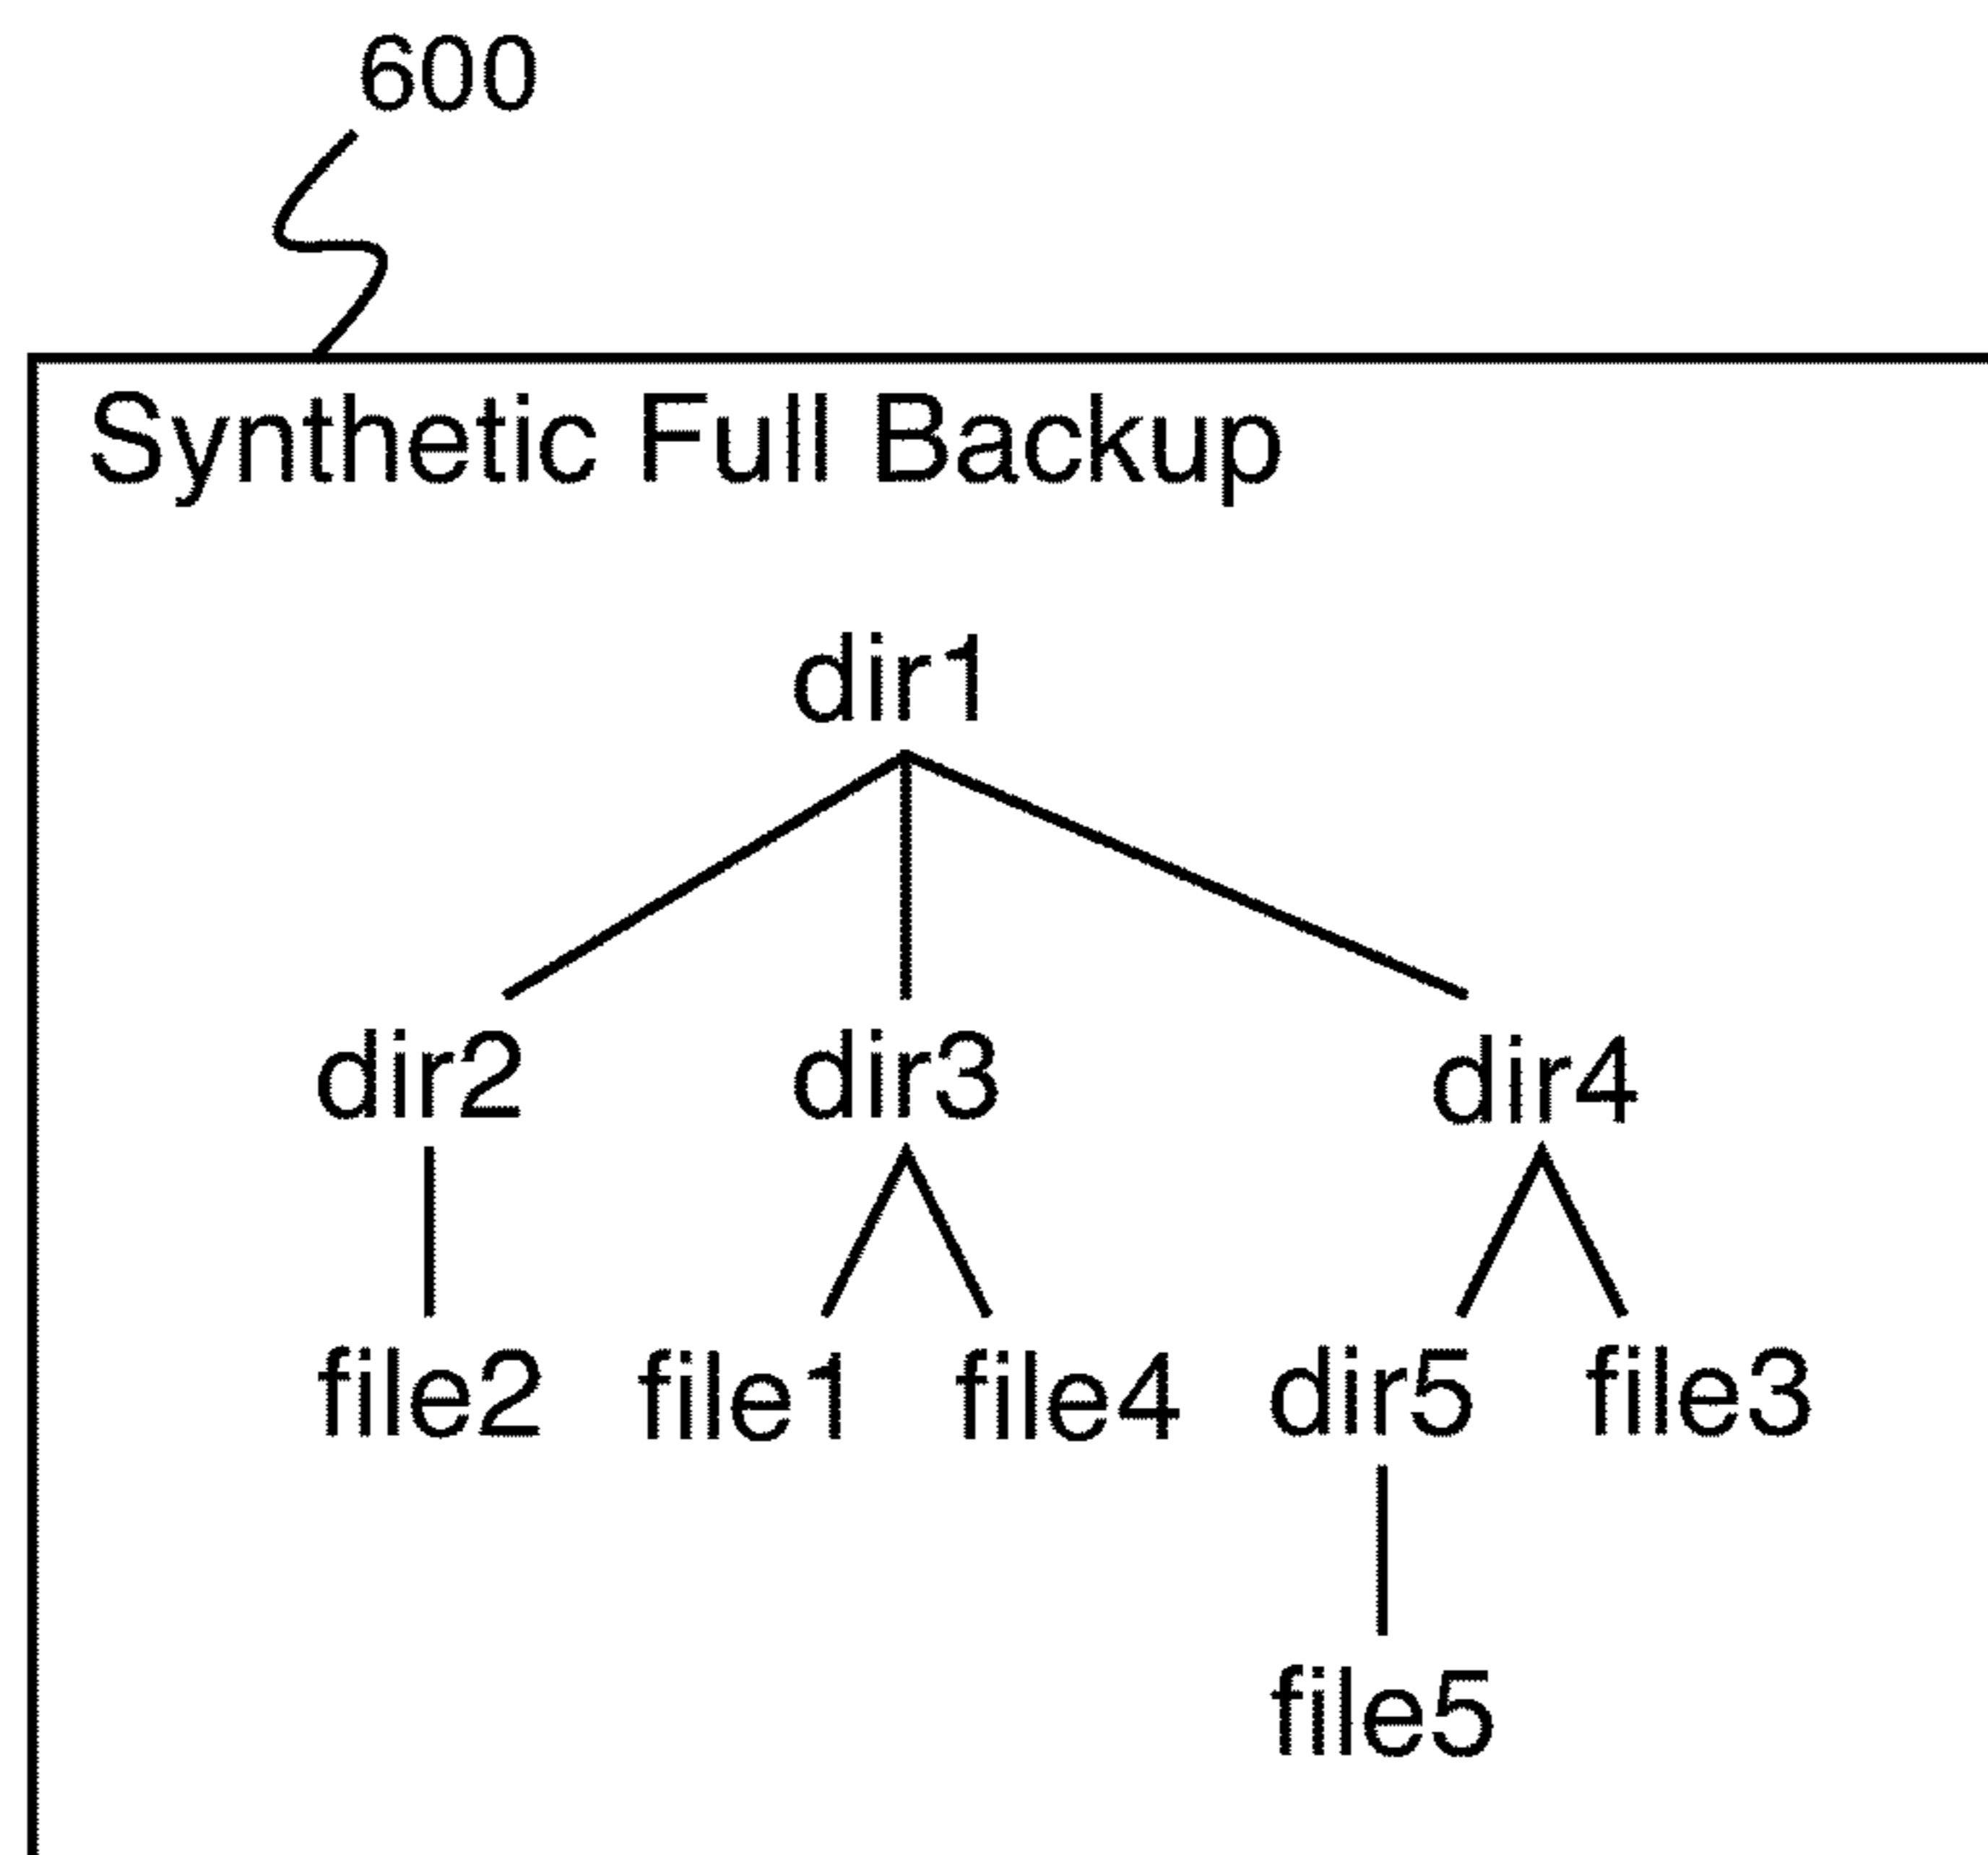 600
Synthetic Full Backup
dir1
dir2 dir3 dir4
file2 file1 file4 dir5 file3
file5